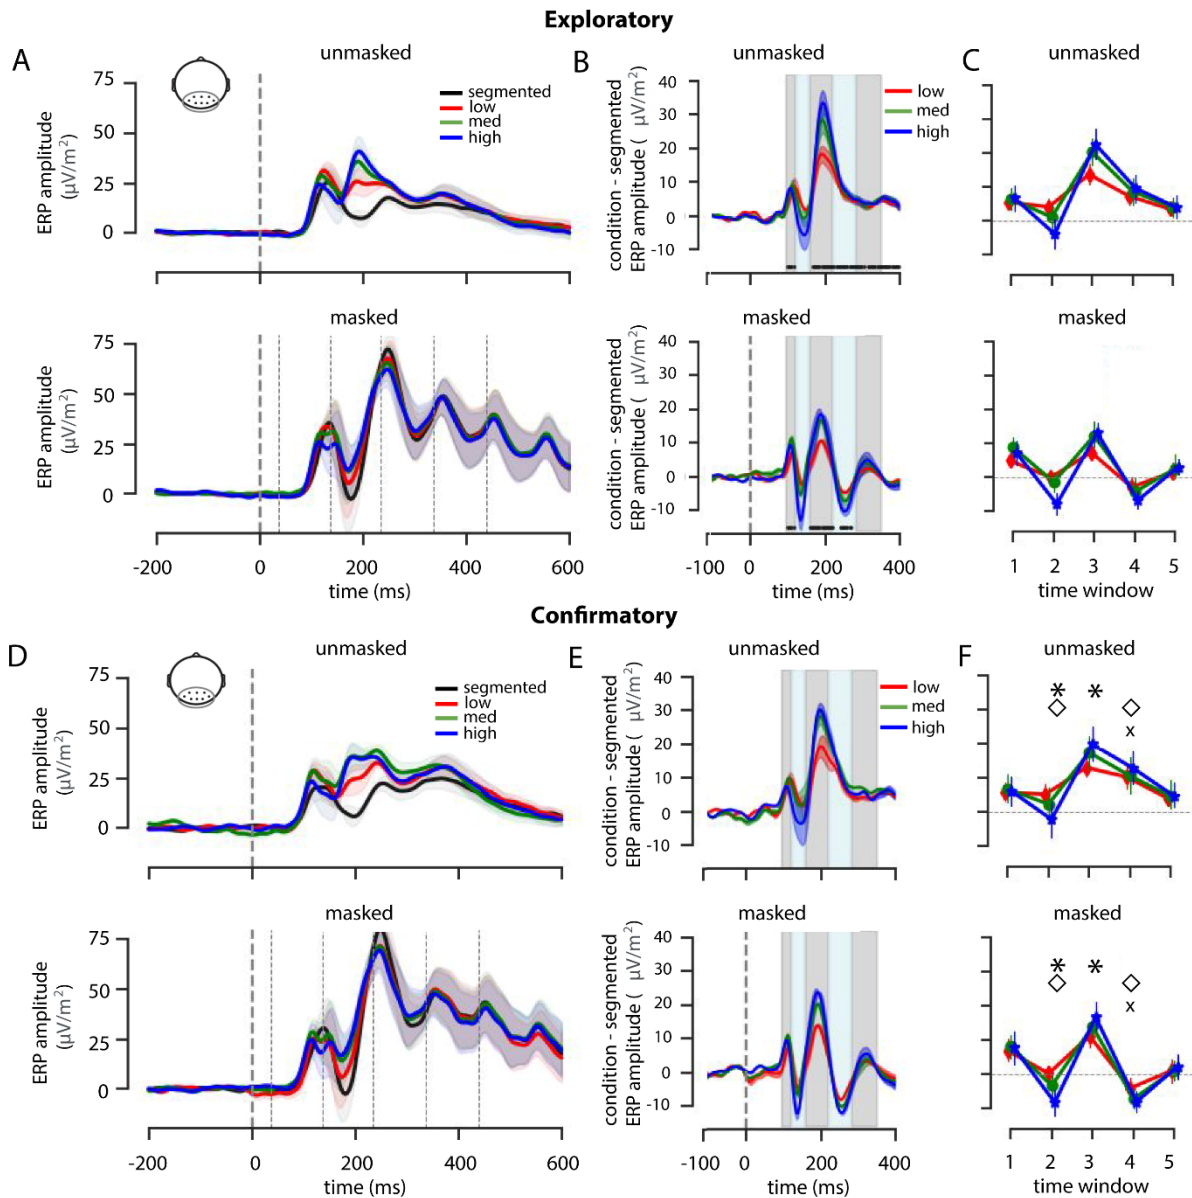 Exploratory
A
unmasked
75
50
25
0
ERP amplitude
(µV/m²)
segmented
low
med
high
masked
75
50
25
0
ERP amplitude
(µV/m²)
-200
0
200
400
600
time (ms)
B
unmasked
40
30
20
10
0
-10
condition - segmented
ERP amplitude ( µV/m²)
low
med
high
masked
40
30
20
10
0
-10
condition - segmented
ERP amplitude ( µV/m²)
-100
0
200
400
time (ms)
C
unmasked
masked
1
2
3
4
5
time window
Confirmatory
D
unmasked
75
50
25
0
ERP amplitude
(µV/m²)
segmented
low
med
high
masked
75
50
25
0
ERP amplitude
(µV/m²)
-200
0
200
400
600
time (ms)
E
unmasked
40
30
20
10
0
-10
condition - segmented
ERP amplitude ( µV/m²)
low
med
high
masked
40
30
20
10
0
-10
condition - segmented
ERP amplitude ( µV/m²)
-100
0
200
400
time (ms)
F
unmasked
* *
◇ ◇
x
masked
* *
◇ ◇
x
1
2
3
4
5
time window